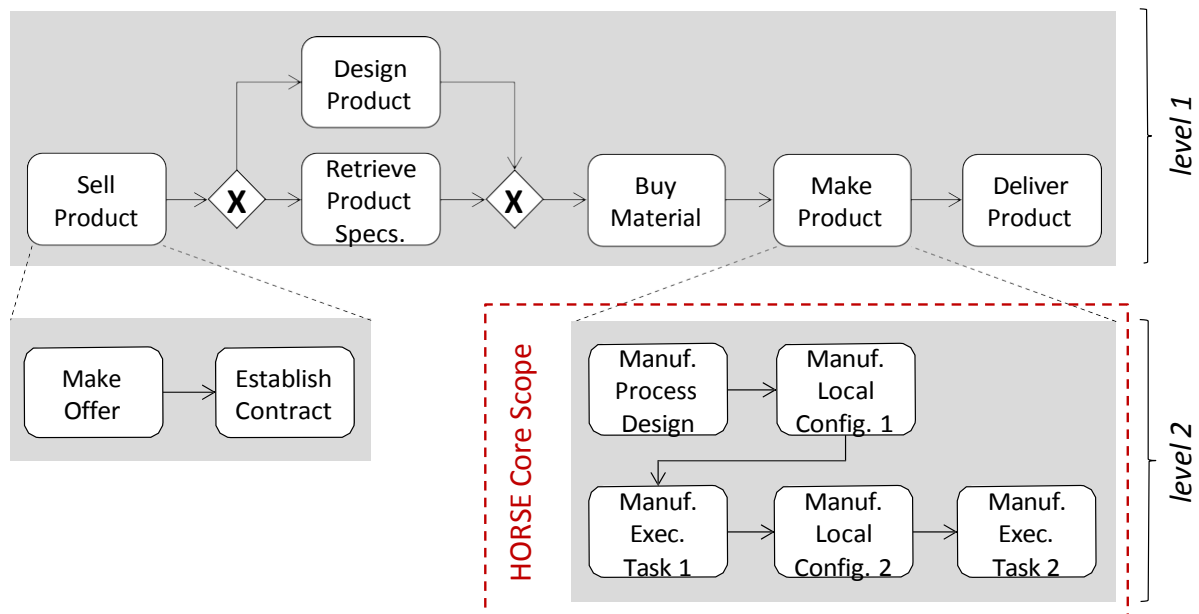 Design
Product
level 1
Sell
Product
X
Retrieve
Product
Specs.
X
Buy
Material
Make
Product
Deliver
Product
Make
Offer
Establish
Contract
HORSE Core Scope
Manuf.
Process
Design
Manuf.
Local
Config. 1
level 2
Manuf.
Exec.
Task 1
Manuf.
Local
Config. 2
Manuf.
Exec.
Task 2